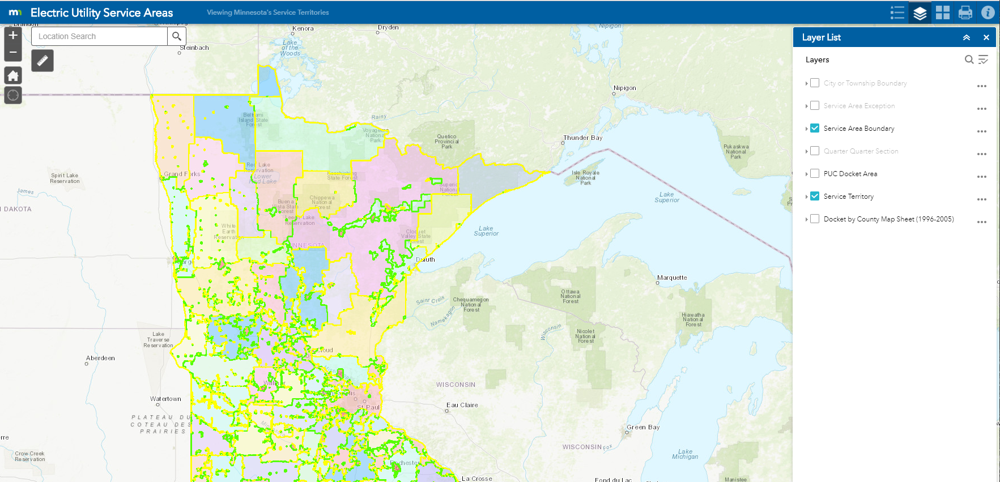 mn Electric Utility Service Areas
Viewing Minnesota's Service Territories
Location Search
Layer List
Layers
City or Township Boundary
Service Area Exception
Service Area Boundary
Quarter Quarter Section
PUC Docket Area
Service Territory
Docket by County Map Sheet (1996-2005)
Brandon
Winnipeg
Kenora
Dryden
Nipigon
Steinbach
Lake
of the
Woods
Nipigon
Beltrami
Island State
Forest
Rainy
Voyageurs
National
Park
Quetico
Provincial
Park
Thunder Bay
Pukaskwa
National
Park
Isle Royale
National
Park
Spirit Lake
Reservation
Grand Forks
Red Lake
Reservation
Lower
Red Lake
State Forest
Superior
National
James
DAKOTA
Buena
Vista State
Forest
Chippewa
National
Forest
Leech Lake
Reservation
Lake
Superior
Lake
Superior
White
Earth
Reservation
Cloquet
Valley State
Forest
MINNESOTA
Fargo
Duluth
Marquette
Saint Croix
Chequamegon
National
Forest
Ottawa
National
Forest
Namekagon
Hiawatha
National
Forest
Wisconsin
Nicolet
National
Forest
Lake
Traverse
Reservation
Aberdeen
St Cloud
Willmar
Minneapolis
St Paul
WISCONSIN
Watertown
Eau Claire
PLATEAU DU
COTEAU DES
PRAIRIES
Green Bay
WISCONSIN
Fox
Crow Creek
Reservation
Lake
Michigan
Rochester
La Crosse
Fond du Lac
Manistee